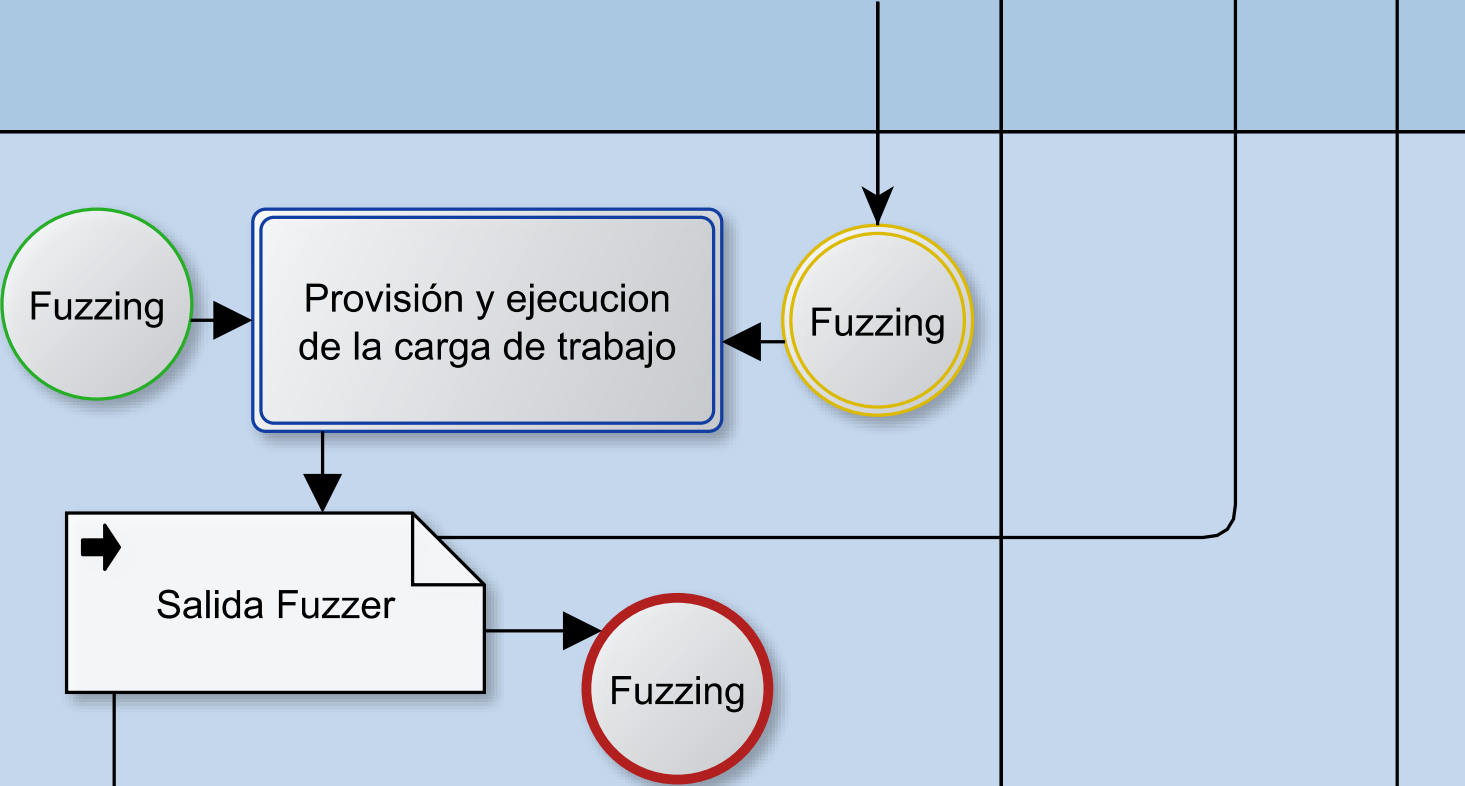 Fuzzing
Provisión y ejecucion
de la carga de trabajo
Fuzzing
Salida Fuzzer
Fuzzing